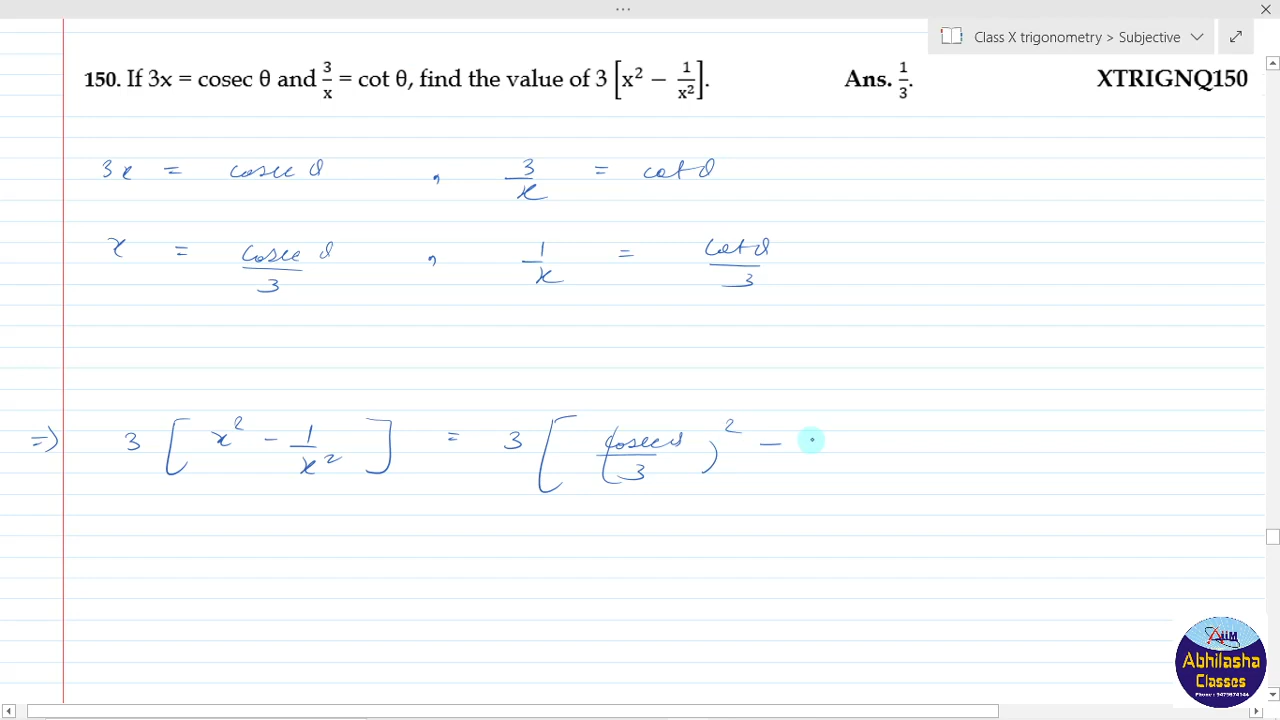 Class X trigonometry > Subjective
150. If 3x = cosec θ and 3/x = cot θ, find the value of 3 [x² − 1/x²]. Ans. 1/3. XTRIGNQ150
3x = cosec θ , 3/x = cot θ
x = cosec θ/3 , 1/x = cot θ/3
=) 3 [x² − 1/x²] = 3 [(cosec θ/3)² −
AIIM
Abhilasha
Classes